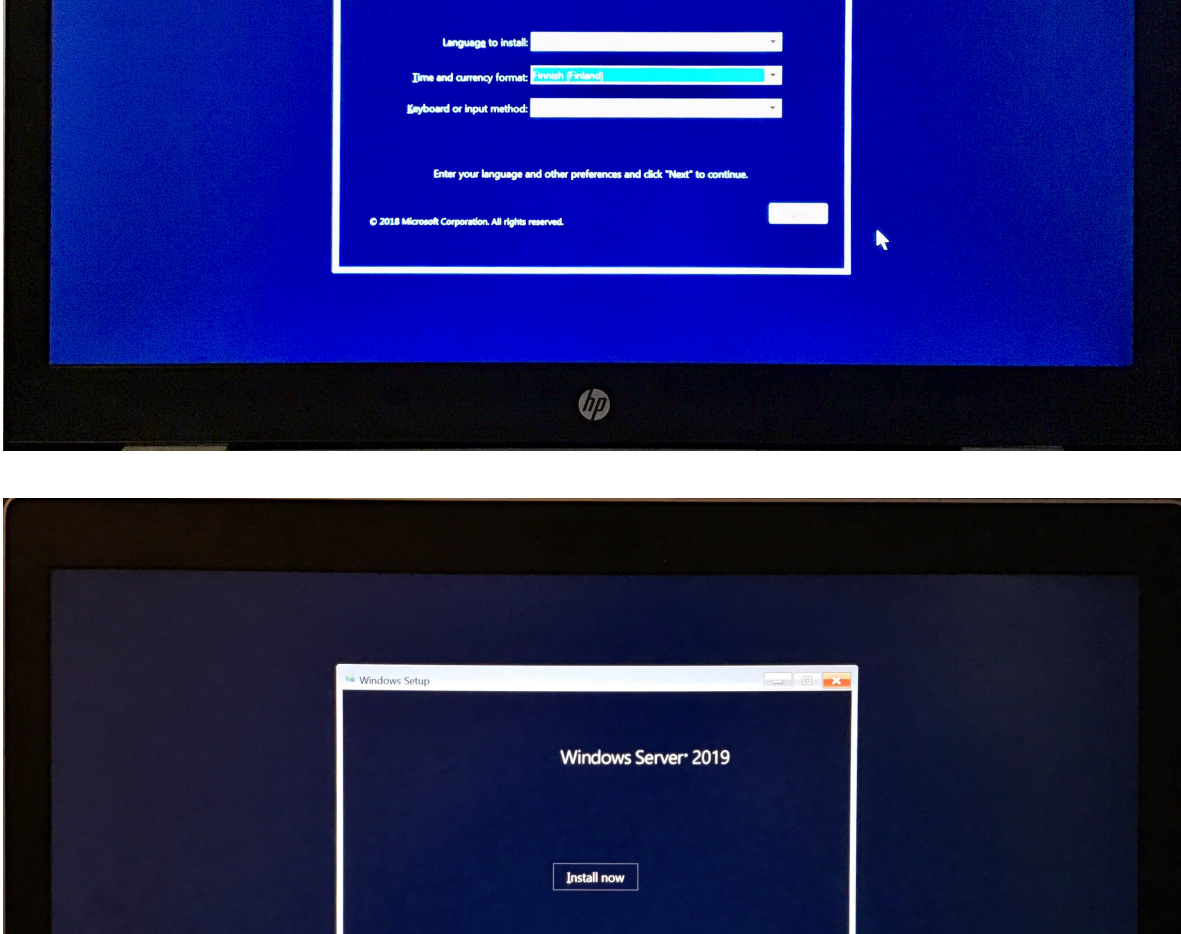 Language to install:
Time and currency format: Finnish (Finland)
Keyboard or input method:
Enter your language and other preferences and click "Next" to continue.
© 2018 Microsoft Corporation. All rights reserved.
hp
Windows Setup
Windows Server® 2019
Install now